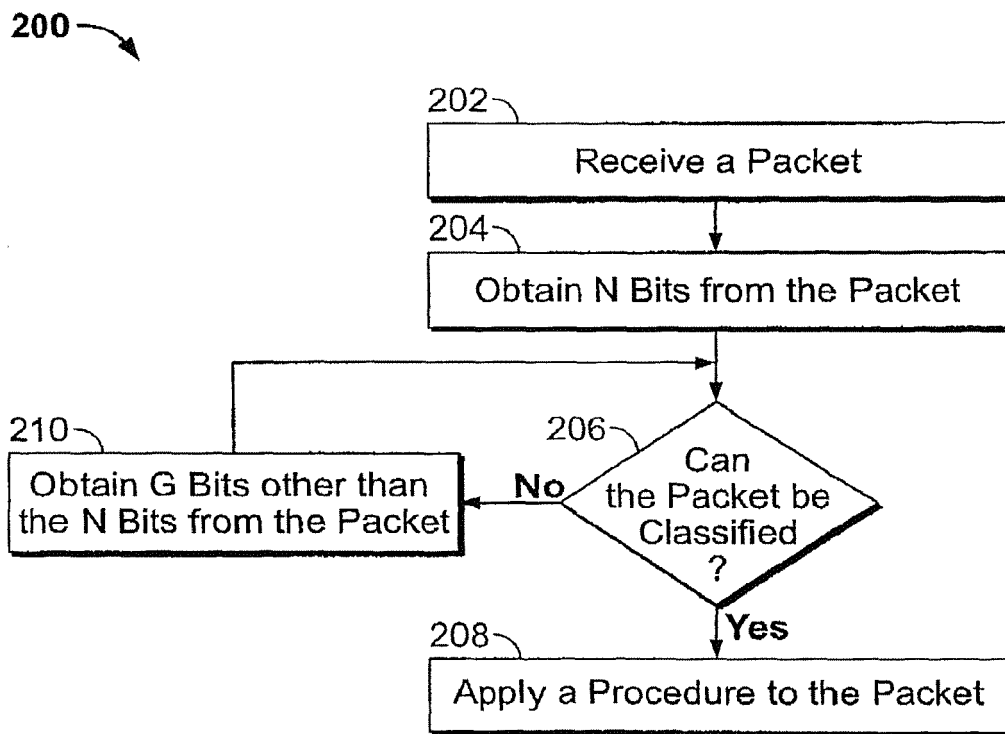 200
202
Receive a Packet
204
Obtain N Bits from the Packet
210
Obtain G Bits other than
the N Bits from the Packet
No
206
Can
the Packet be
Classified
?
Yes
208
Apply a Procedure to the Packet